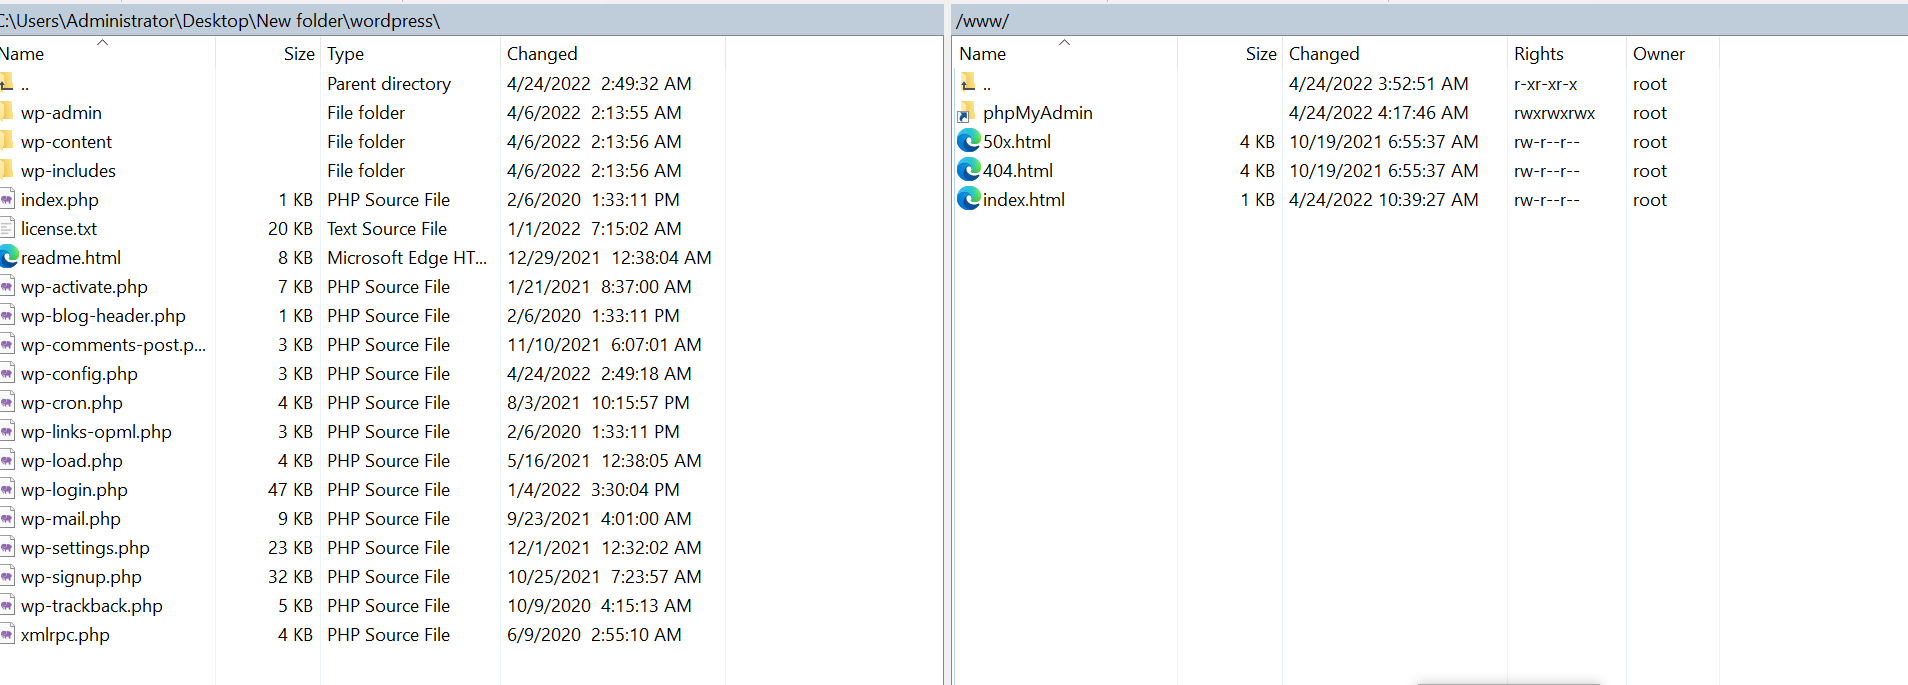 C:\Users\Administrator\Desktop\New folder\wordpress\
Name Size Type Changed
.. Parent directory 4/24/2022 2:49:32 AM
wp-admin File folder 4/6/2022 2:13:55 AM
wp-content File folder 4/6/2022 2:13:56 AM
wp-includes File folder 4/6/2022 2:13:56 AM
index.php 1 KB PHP Source File 2/6/2020 1:33:11 PM
license.txt 20 KB Text Source File 1/1/2022 7:15:02 AM
readme.html 8 KB Microsoft Edge HT... 12/29/2021 12:38:04 AM
wp-activate.php 7 KB PHP Source File 1/21/2021 8:37:00 AM
wp-blog-header.php 1 KB PHP Source File 2/6/2020 1:33:11 PM
wp-comments-post.p... 3 KB PHP Source File 11/10/2021 6:07:01 AM
wp-config.php 3 KB PHP Source File 4/24/2022 2:49:18 AM
wp-cron.php 4 KB PHP Source File 8/3/2021 10:15:57 PM
wp-links-opml.php 3 KB PHP Source File 2/6/2020 1:33:11 PM
wp-load.php 4 KB PHP Source File 5/16/2021 12:38:05 AM
wp-login.php 47 KB PHP Source File 1/4/2022 3:30:04 PM
wp-mail.php 9 KB PHP Source File 9/23/2021 4:01:00 AM
wp-settings.php 23 KB PHP Source File 12/1/2021 12:32:02 AM
wp-signup.php 32 KB PHP Source File 10/25/2021 7:23:57 AM
wp-trackback.php 5 KB PHP Source File 10/9/2020 4:15:13 AM
xmlrpc.php 4 KB PHP Source File 6/9/2020 2:55:10 AM
/www/
Name Size Changed Rights Owner
.. 4/24/2022 3:52:51 AM r-xr-xr-x root
phpMyAdmin 4/24/2022 4:17:46 AM rwxrwxrwx root
50x.html 4 KB 10/19/2021 6:55:37 AM rw-r--r-- root
404.html 4 KB 10/19/2021 6:55:37 AM rw-r--r-- root
index.html 1 KB 4/24/2022 10:39:27 AM rw-r--r-- root